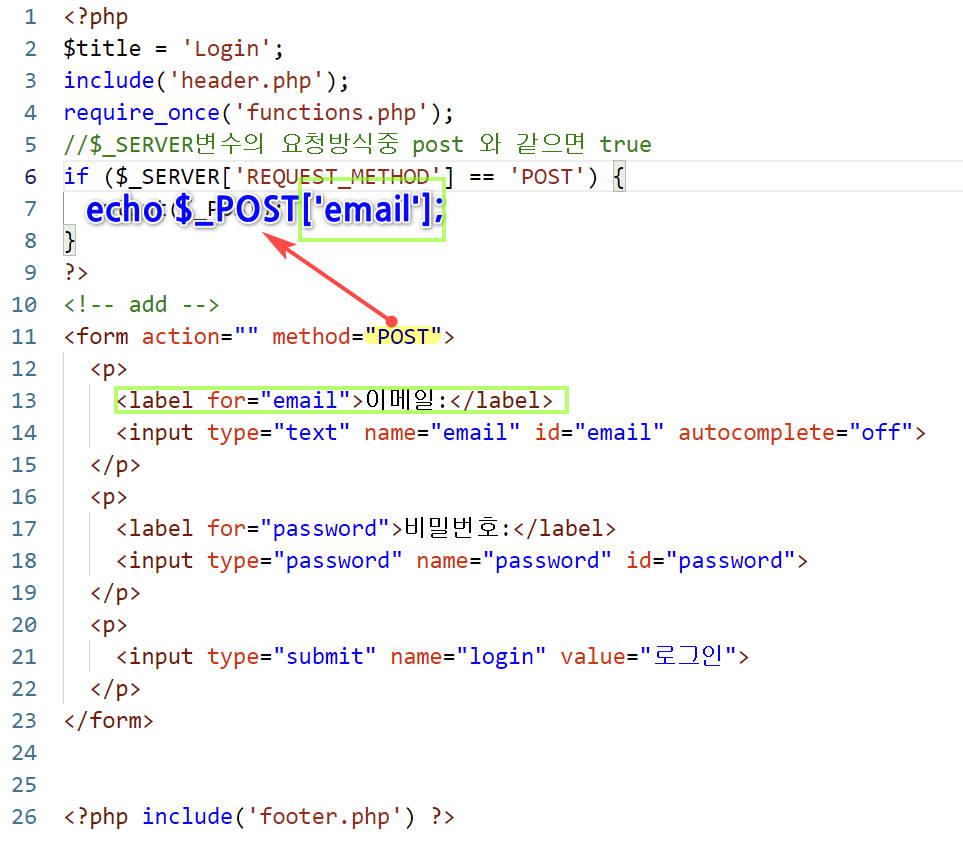 1 <?php
2 $title = 'Login';
3 include('header.php');
4 require_once('functions.php');
5 //$_SERVER변수의 요청방식중 post 와 같으면 true
6 if ($_SERVER['REQUEST_METHOD'] == 'POST') {
7 echo $_POST['email'];
8 }
9 ?>
10 <!-- add -->
11 <form action="" method="POST">
12 <p>
13 <label for="email">이메일:</label>
14 <input type="text" name="email" id="email" autocomplete="off">
15 </p>
16 <p>
17 <label for="password">비밀번호:</label>
18 <input type="password" name="password" id="password">
19 </p>
20 <p>
21 <input type="submit" name="login" value="로그인">
22 </p>
23 </form>
24
25
26 <?php include('footer.php') ?>